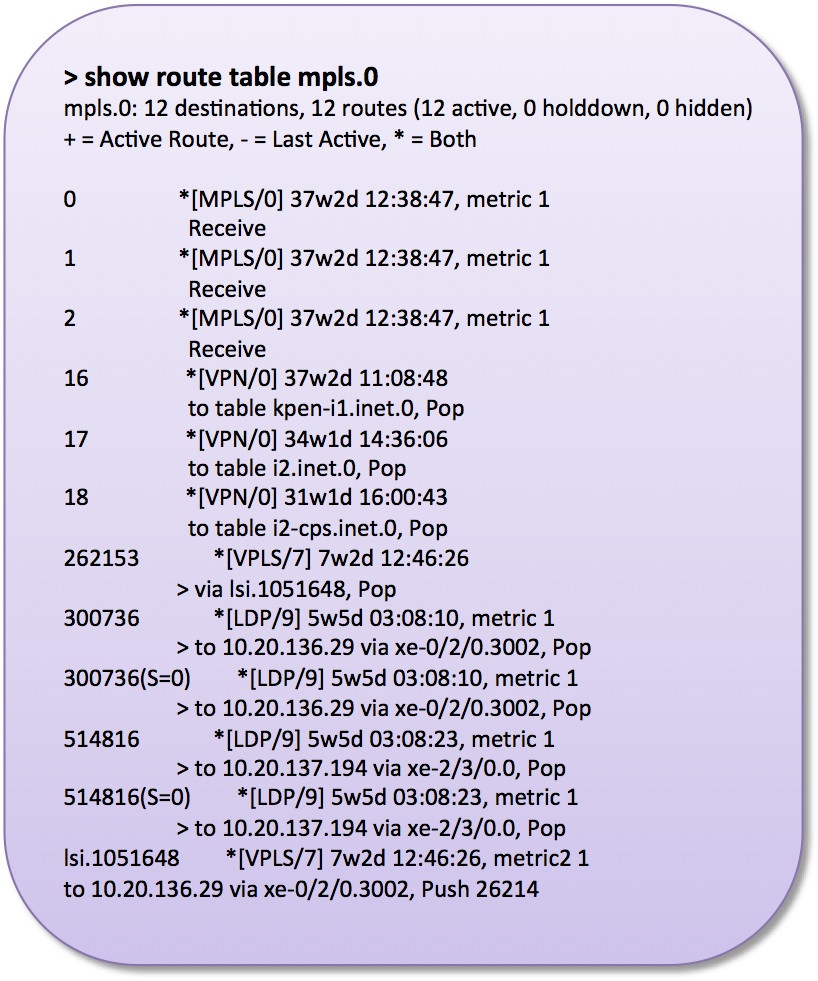 > show route table mpls.0
mpls.0: 12 destinations, 12 routes (12 active, 0 holddown, 0 hidden)
+ = Active Route, - = Last Active, * = Both
0 *[MPLS/0] 37w2d 12:38:47, metric 1
Receive
1 *[MPLS/0] 37w2d 12:38:47, metric 1
Receive
2 *[MPLS/0] 37w2d 12:38:47, metric 1
Receive
16 *[VPN/0] 37w2d 11:08:48
to table kpen-i1.inet.0, Pop
17 *[VPN/0] 34w1d 14:36:06
to table i2.inet.0, Pop
18 *[VPN/0] 31w1d 16:00:43
to table i2-cps.inet.0, Pop
262153 *[VPLS/7] 7w2d 12:46:26
> via lsi.1051648, Pop
300736 *[LDP/9] 5w5d 03:08:10, metric 1
> to 10.20.136.29 via xe-0/2/0.3002, Pop
300736(S=0) *[LDP/9] 5w5d 03:08:10, metric 1
> to 10.20.136.29 via xe-0/2/0.3002, Pop
514816 *[LDP/9] 5w5d 03:08:23, metric 1
> to 10.20.137.194 via xe-2/3/0.0, Pop
514816(S=0) *[LDP/9] 5w5d 03:08:23, metric 1
> to 10.20.137.194 via xe-2/3/0.0, Pop
lsi.1051648 *[VPLS/7] 7w2d 12:46:26, metric2 1
to 10.20.136.29 via xe-0/2/0.3002, Push 26214